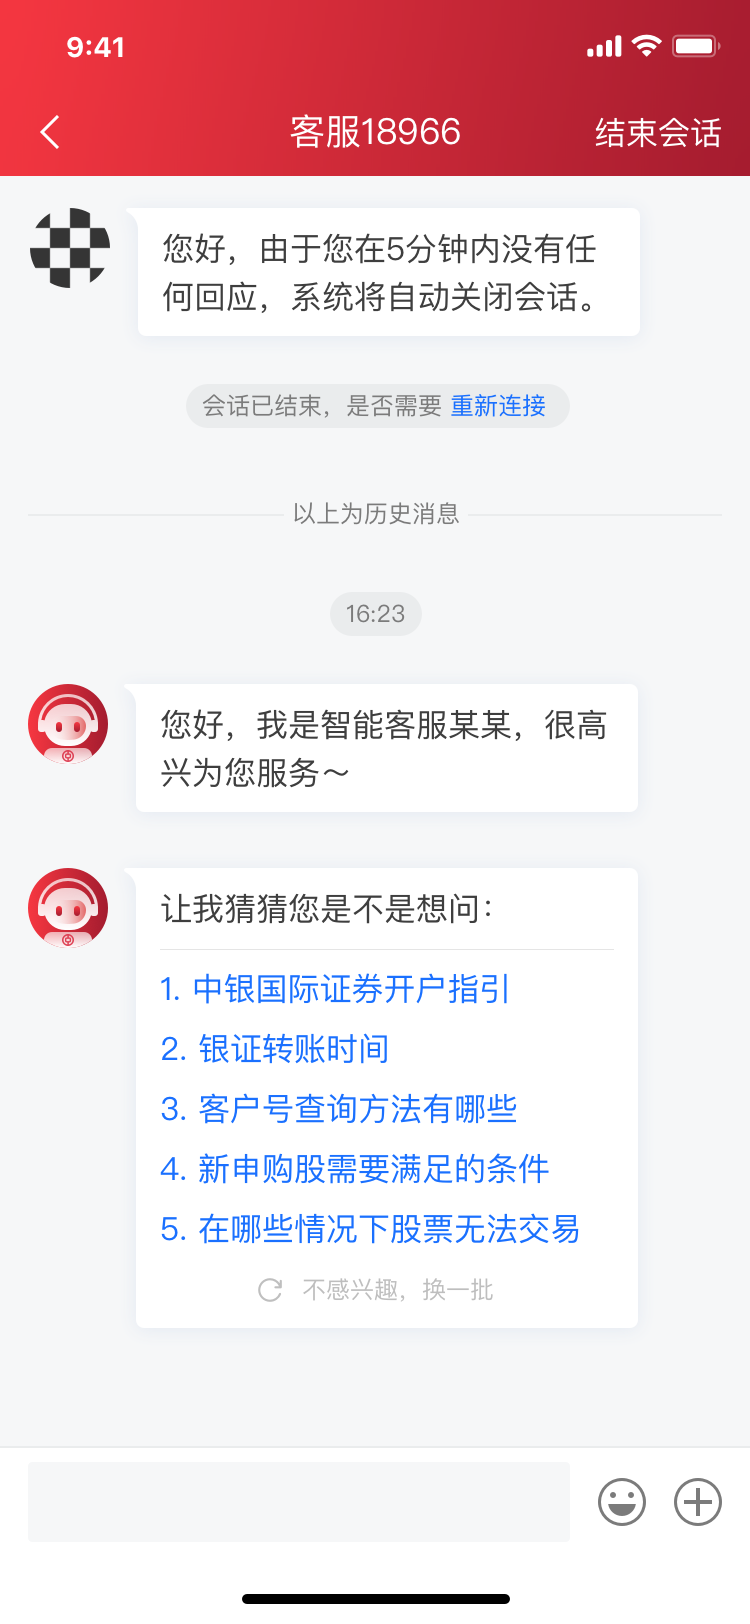 9:41
客服18966
结束会话
您好，由于您在5分钟内没有任
何回应，系统将自动关闭会话。
会话已结束，是否需要 重新连接
以上为历史消息
16:23
您好，我是智能客服某某，很高
兴为您服务～
让我猜猜您是不是想问：
1. 中银国际证券开户指引
2. 银证转账时间
3. 客户号查询方法有哪些
4. 新申购股需要满足的条件
5. 在哪些情况下股票无法交易
不感兴趣，换一批